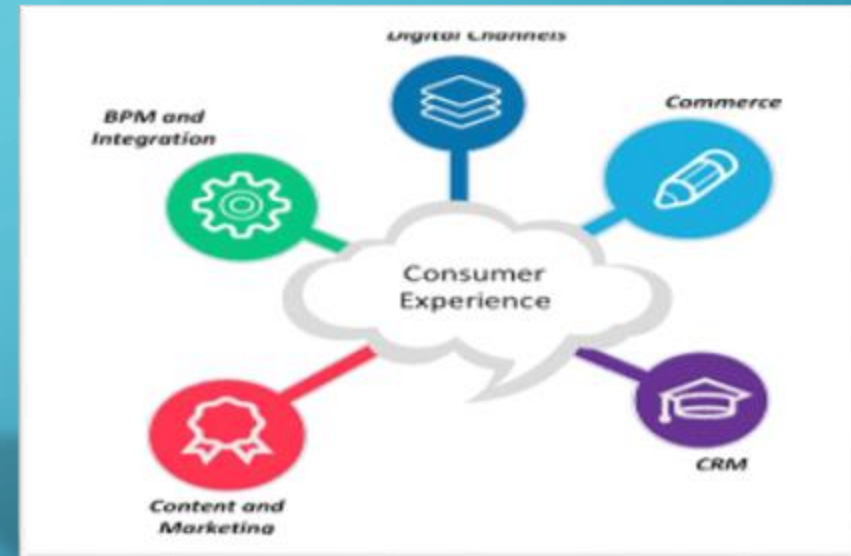 Digital Channels
Commerce
BPM and
Integration
Consumer
Experience
CRM
Content and
Marketing